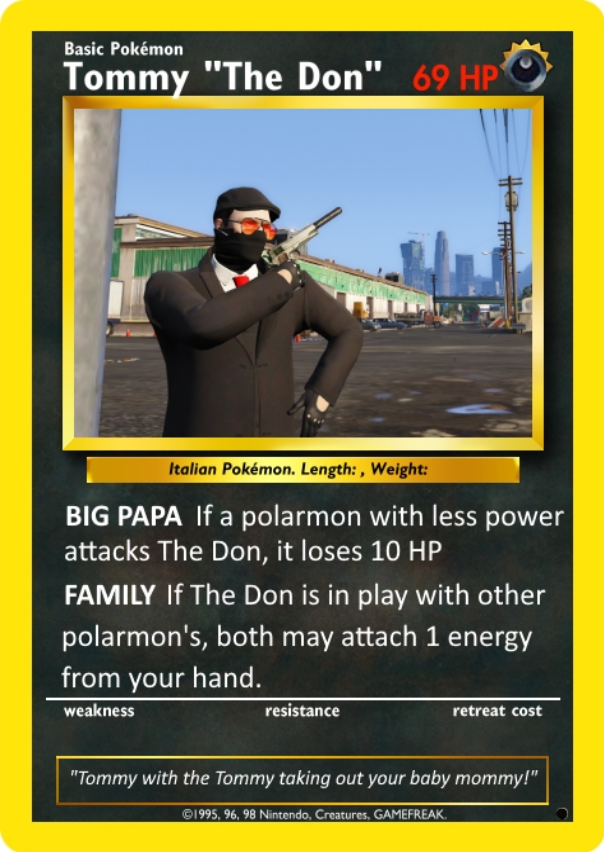 Basic Pokémon
Tommy "The Don" 69 HP
Italian Pokémon. Length: , Weight:
BIG PAPA If a polarmon with less power
attacks The Don, it loses 10 HP
FAMILY If The Don is in play with other
polarmon's, both may attach 1 energy
from your hand.
weakness resistance retreat cost
"Tommy with the Tommy taking out your baby mommy!"
©1995, 96, 98 Nintendo, Creatures, GAMEFREAK.